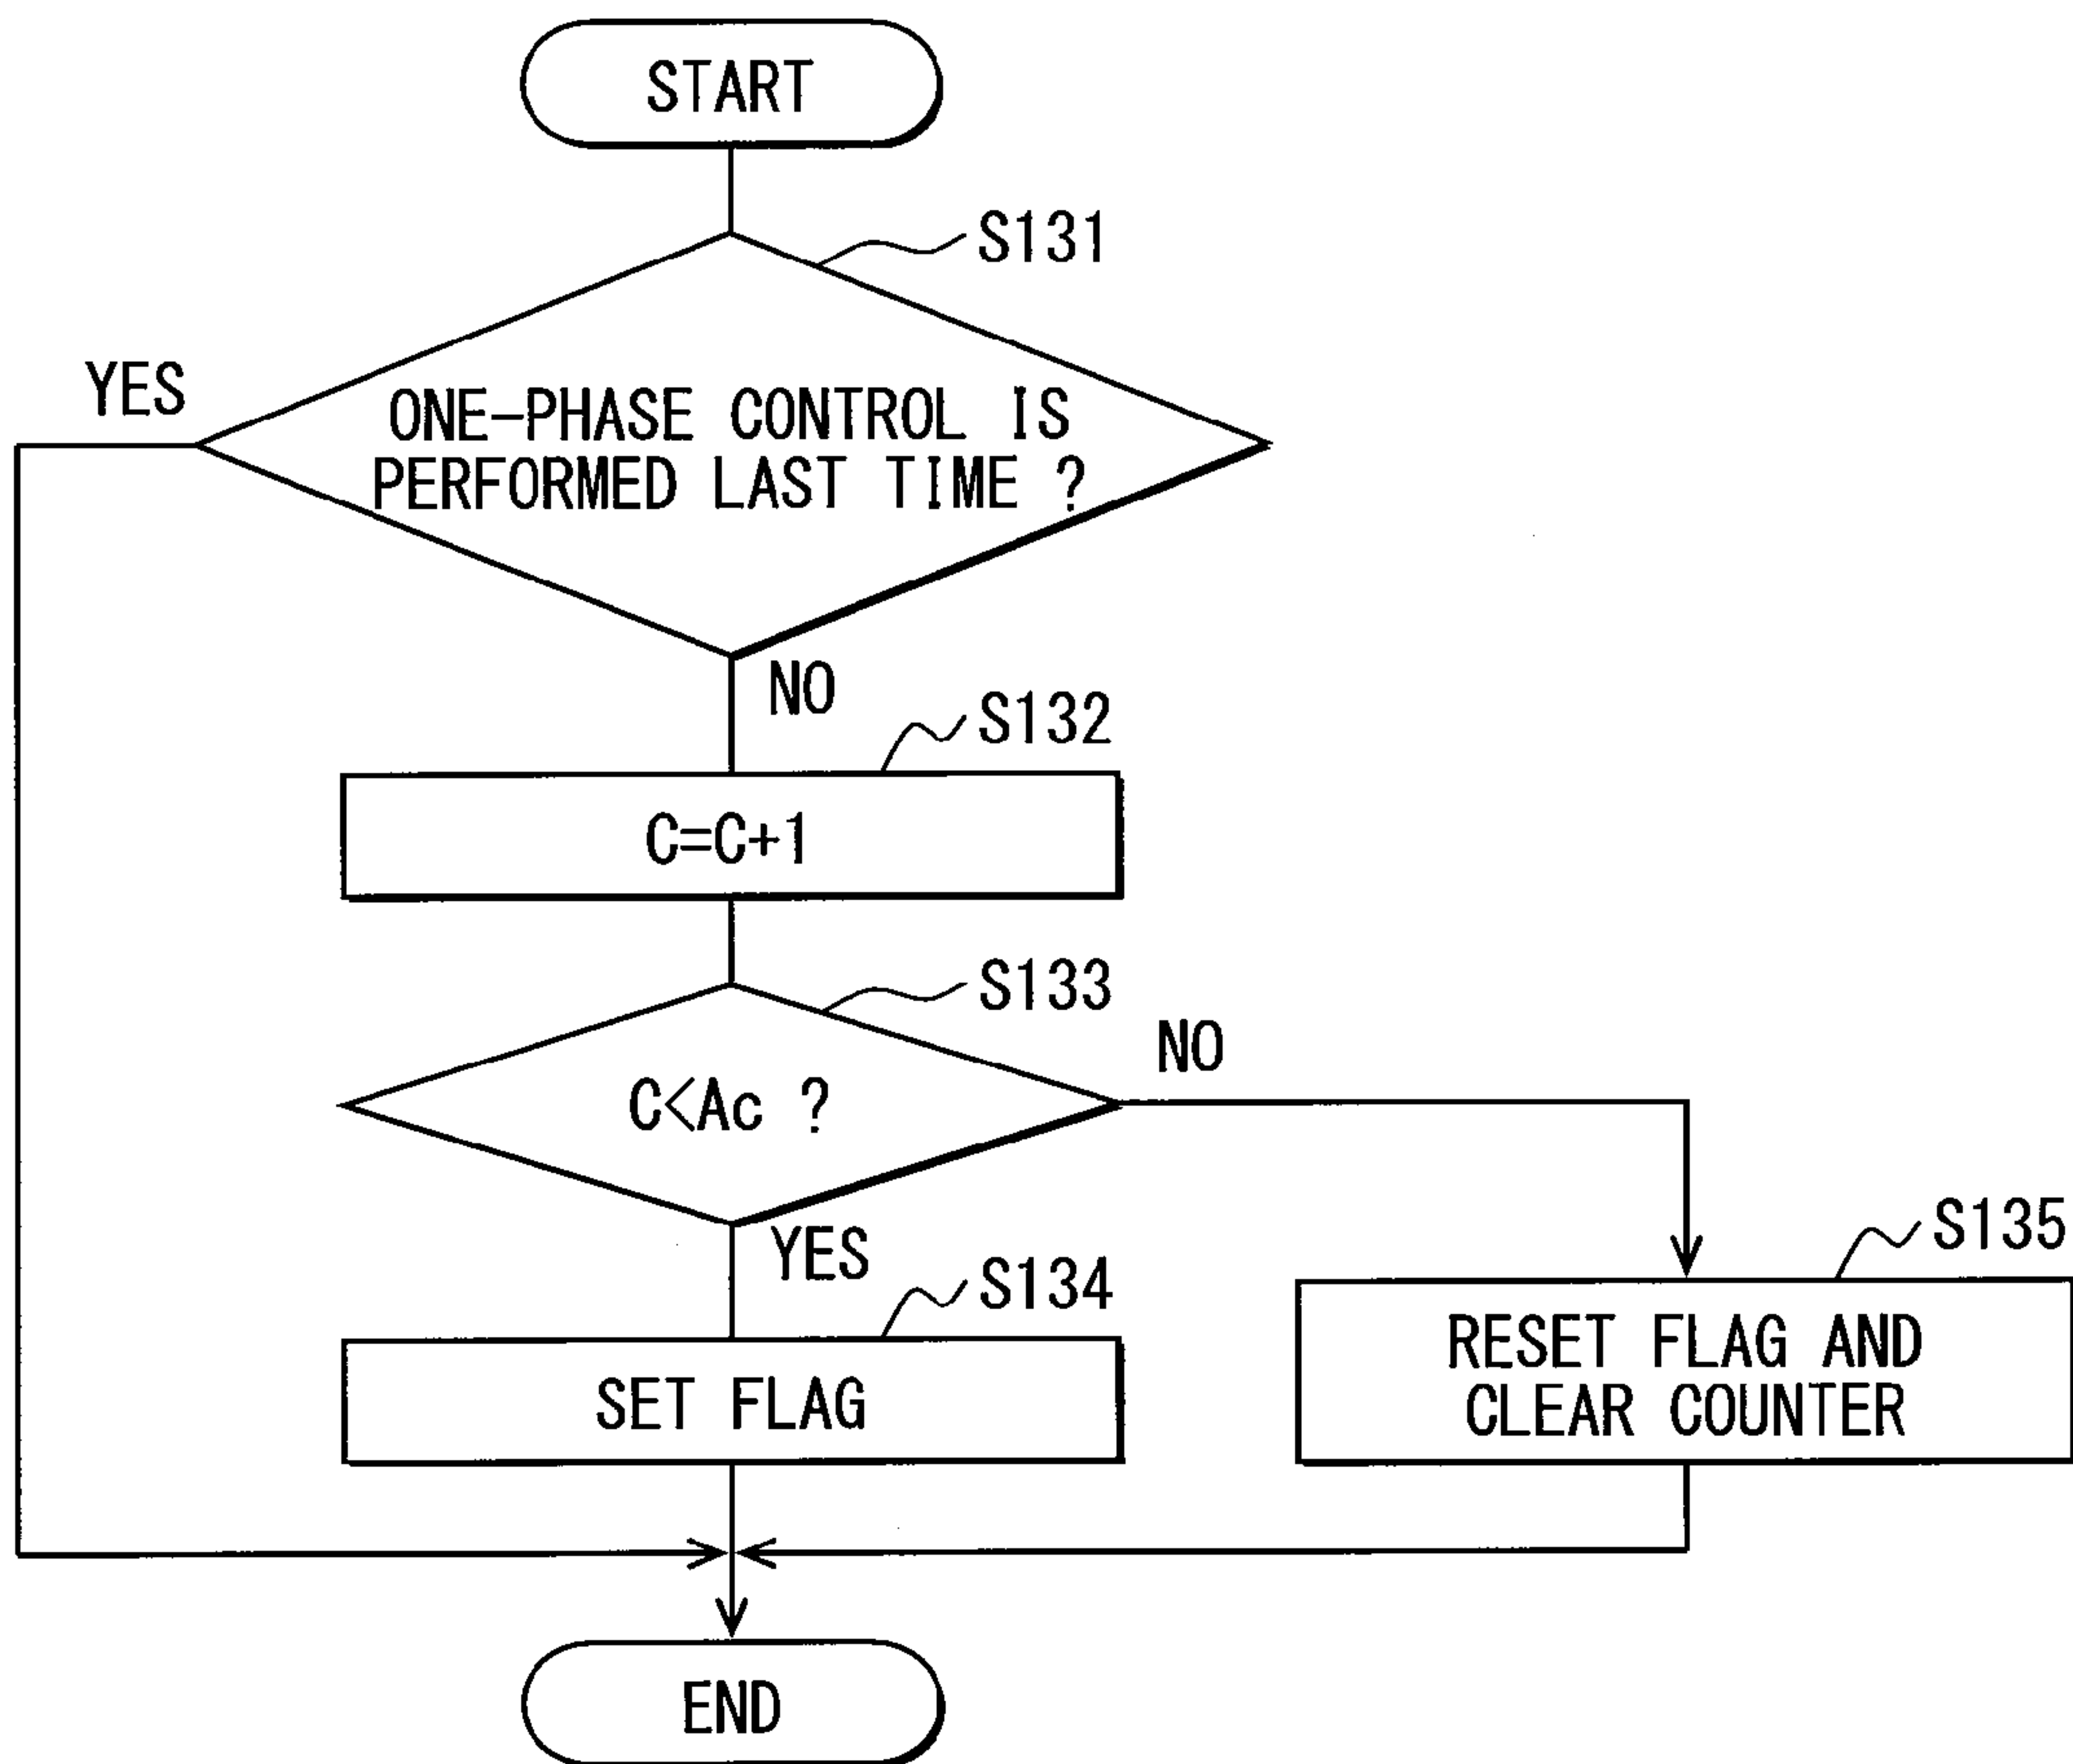 START
S131
YES
ONE-PHASE CONTROL IS
PERFORMED LAST TIME ?
NO
S132
C=C+1
S133
NO
C<Ac ?
YES
S134
S135
SET FLAG
RESET FLAG AND
CLEAR COUNTER
END